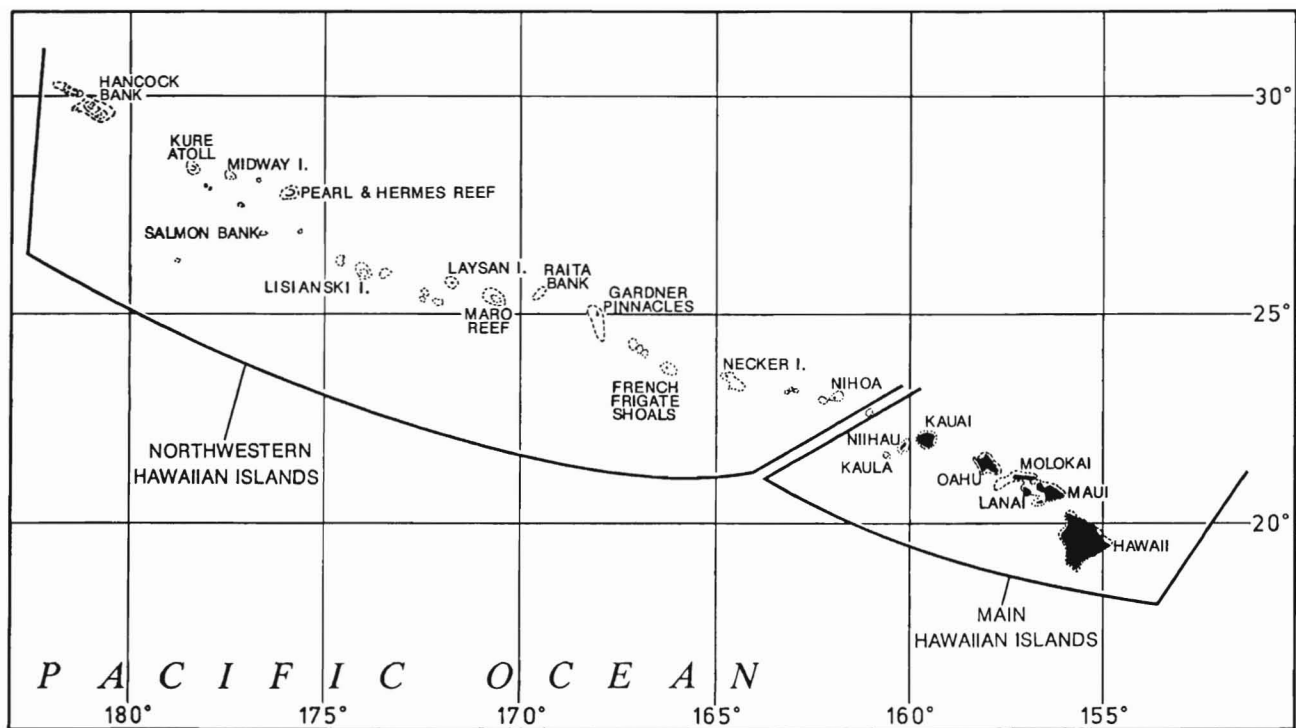 HANCOCK
BANK
30°
KURE
ATOLL
MIDWAY I.
PEARL & HERMES REEF
SALMON BANK
LISIANSKI I.
LAYSAN I.
RAITA
BANK
MARO
REEF
GARDNER
PINNACLES
25°
NECKER I.
FRENCH
FRIGATE
SHOALS
NIHOA
NORTHWESTERN
HAWAIIAN ISLANDS
KAUAI
NIIHAU
KAULA
OAHU
MOLOKAI
LANAI
MAUI
20°
HAWAII
MAIN
HAWAIIAN ISLANDS
PACIFIC OCEAN
180°
175°
170°
165°
160°
155°